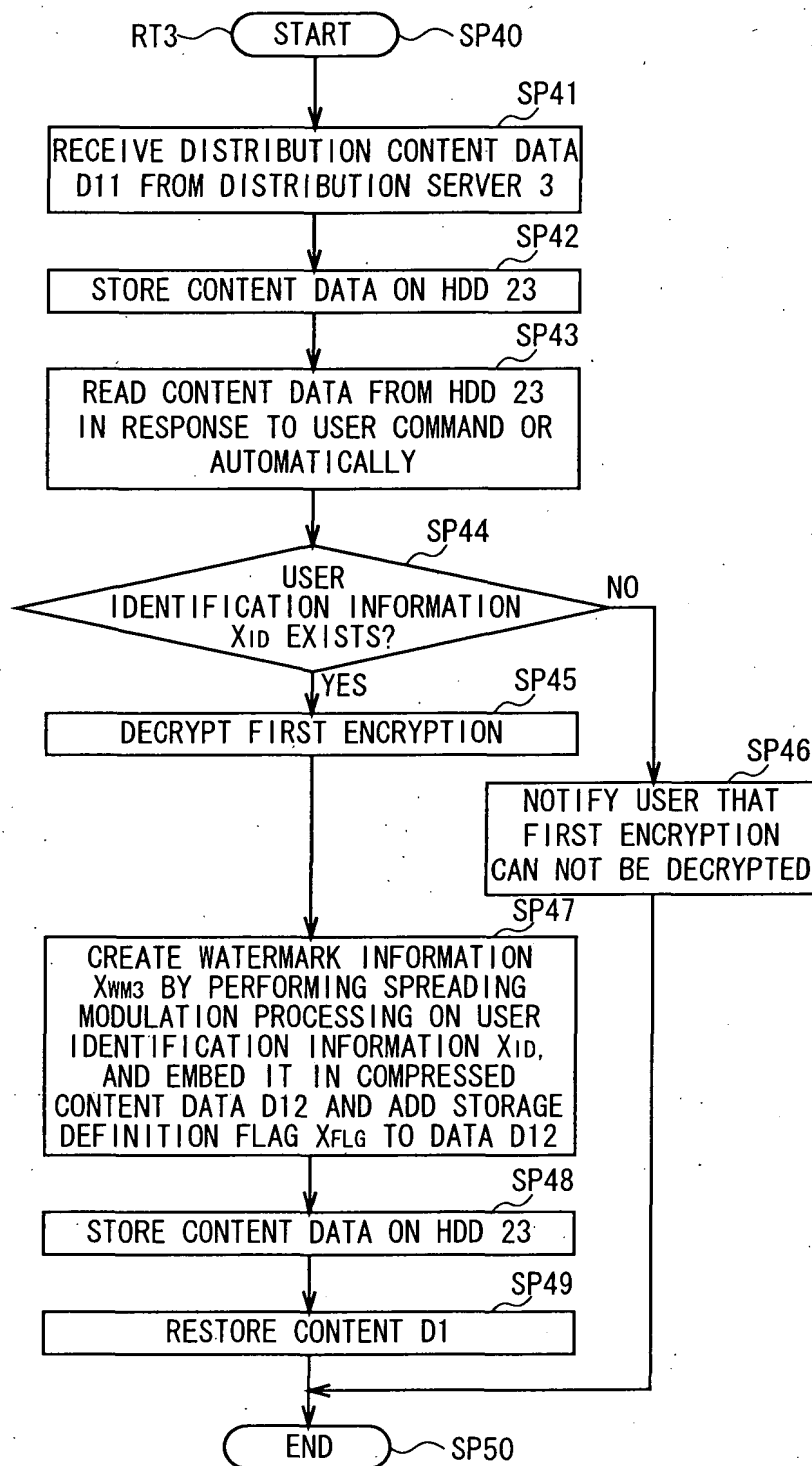 RT3 START SP40
SP41
RECEIVE DISTRIBUTION CONTENT DATA
D11 FROM DISTRIBUTION SERVER 3
SP42
STORE CONTENT DATA ON HDD 23
SP43
READ CONTENT DATA FROM HDD 23
IN RESPONSE TO USER COMMAND OR
AUTOMATICALLY
SP44
USER
IDENTIFICATION INFORMATION
XID EXISTS?
NO
YES
SP45
DECRYPT FIRST ENCRYPTION
SP46
NOTIFY USER THAT
FIRST ENCRYPTION
CAN NOT BE DECRYPTED
SP47
CREATE WATERMARK INFORMATION
XWM3 BY PERFORMING SPREADING
MODULATION PROCESSING ON USER
IDENTIFICATION INFORMATION XID,
AND EMBED IT IN COMPRESSED
CONTENT DATA D12 AND ADD STORAGE
DEFINITION FLAG XFLG TO DATA D12
SP48
STORE CONTENT DATA ON HDD 23
SP49
RESTORE CONTENT D1
END SP50